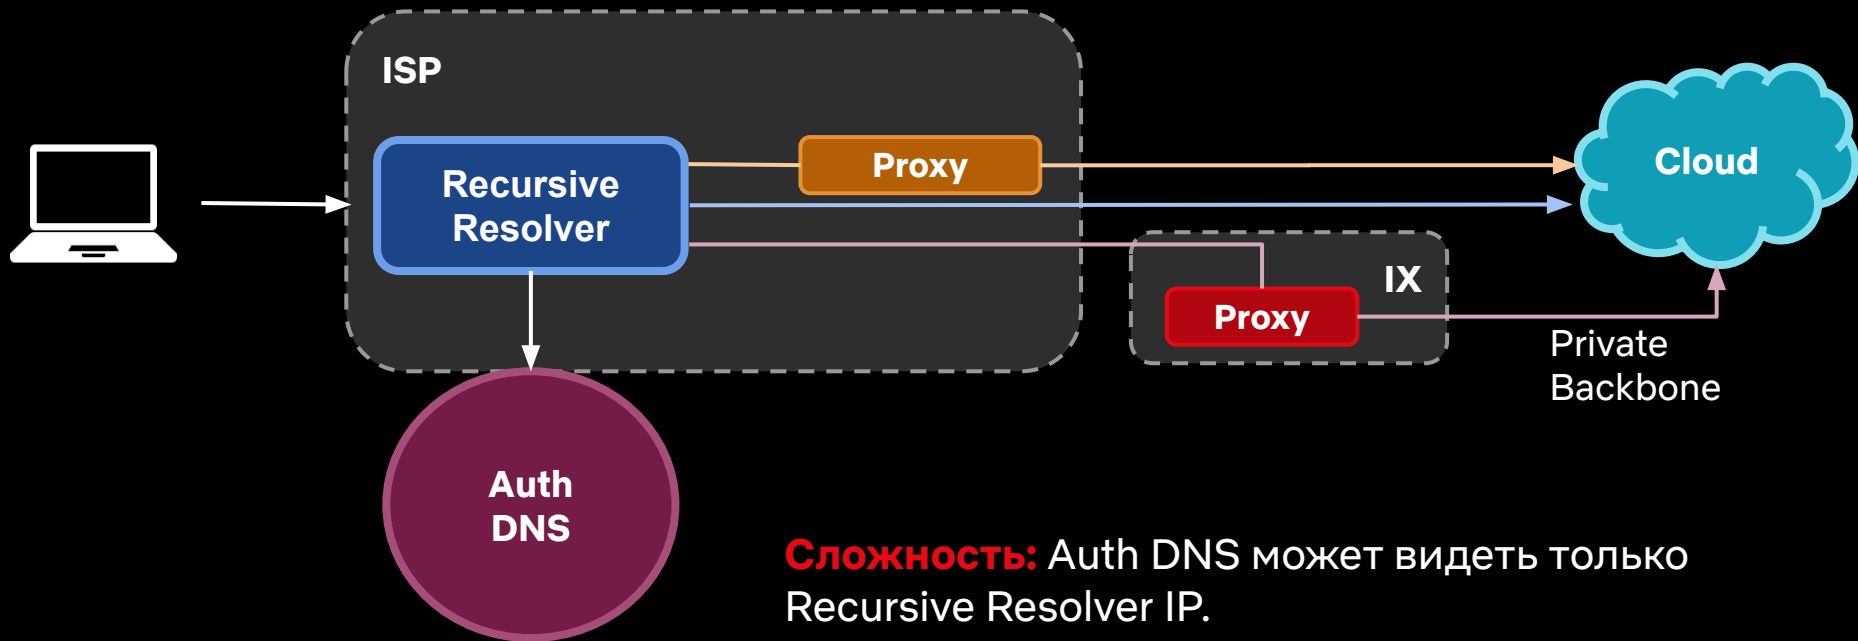 ISP
Recursive
Resolver
Proxy
Cloud
IX
Proxy
Private
Backbone
Auth
DNS
Сложность: Auth DNS может видеть только
Recursive Resolver IP.